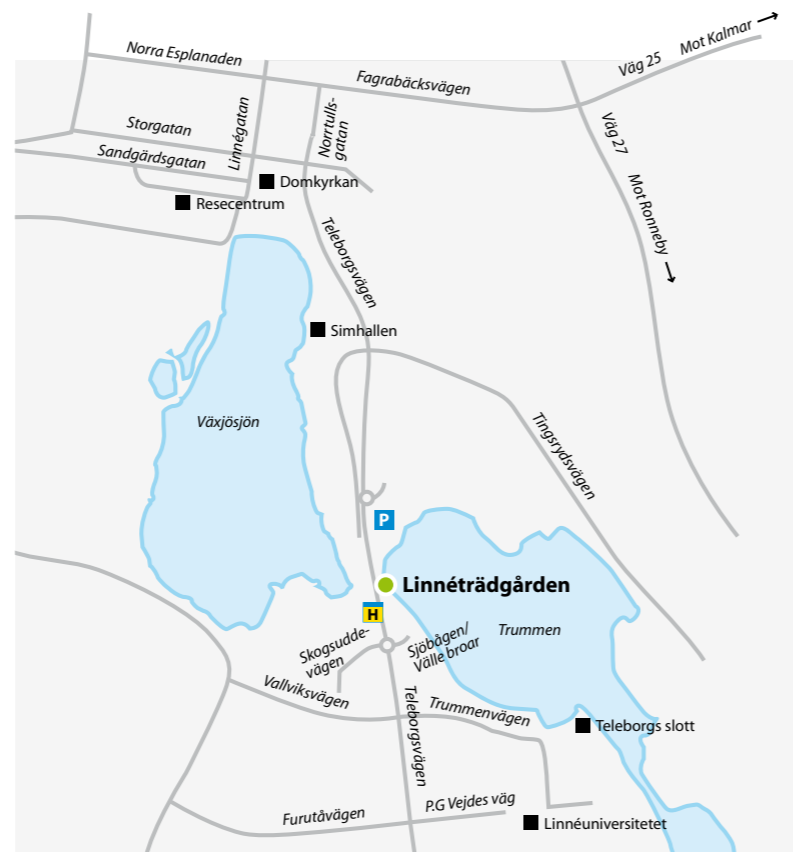 Norra Esplanaden
Fagrabäcksvägen
Väg 25
Mot Kalmar
Storgatan
Linnégatan
Norrtulls-
gatan
Väg 27
Sandgärdsgatan
Domkyrkan
Resecentrum
Mot Ronneby
Teleborgsvägen
Simhallen
Växjösjön
Tingsrydsvägen
P
Linnéträdgården
H
Skogsudde-
vägen
Sjöbågen/
Välle broar
Trummen
Vallviksvägen
Teleborgsvägen
Trummenvägen
Teleborgs slott
Furutåvägen
P.G Vejdes väg
Linnéuniversitetet